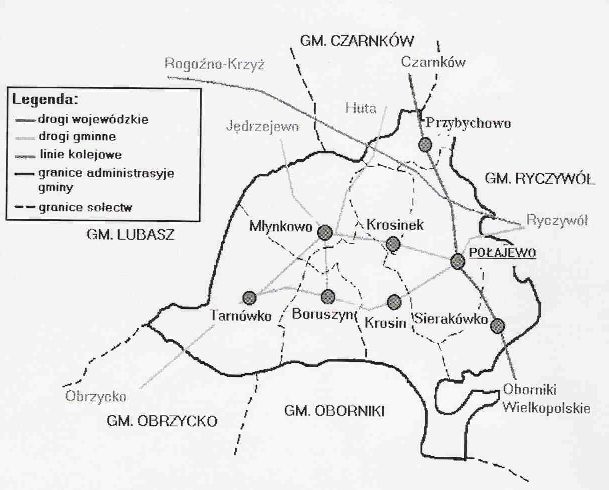 GM. CZARNKÓW
Rogoźno-Krzyż
Czarnków
Legenda:
drogi wojewódzkie
drogi gminne
linie kolejowe
granice administrasyje
gminy
granice sołectw
Huta
Przybychowo
Jędrzejewo
GM. RYCZYWÓŁ
Ryczywół
GM. LUBASZ
Młynkowo
Krosinek
POŁAJEWO
Tarnówko
Boruszyn
Krosin
Sierakówko
Obrzycko
Oborniki
Wielkopolskie
GM. OBRZYCKO
GM. OBORNIKI